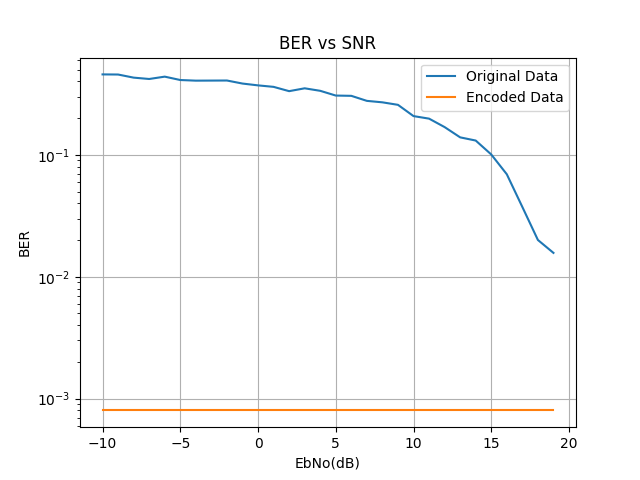 BER vs SNR
Original Data
Encoded Data
10⁻¹
10⁻²
10⁻³
BER
−10 −5 0 5 10 15 20
EbNo(dB)